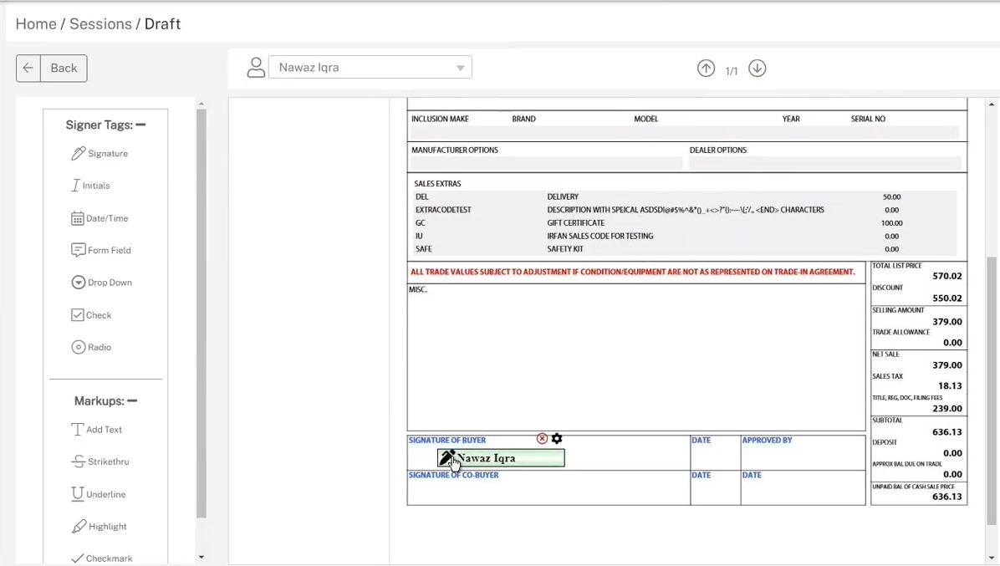 Home / Sessions / Draft
Back
Nawaz Iqra
1/1
Signer Tags:
Signature
Initials
Date/Time
Form Field
Drop Down
Check
Radio
Markups:
Add Text
Strikethru
Underline
Highlight
Checkmark
INCLUSION MAKE BRAND MODEL YEAR SERIAL NO
MANUFACTURER OPTIONS DEALER OPTIONS
SALES EXTRAS
DEL DELIVERY 50.00
EXTRACODETEST DESCRIPTION WITH SPEICAL ASDSD!@#$%^&*()_+<>?"{}:~-\[;'/., <END> CHARACTERS 0.00
GC GIFT CERTIFICATE 100.00
IU IRFAN SALES CODE FOR TESTING 0.00
SAFE SAFETY KIT 0.00
ALL TRADE VALUES SUBJECT TO ADJUSTMENT IF CONDITION/EQUIPMENT ARE NOT AS REPRESENTED ON TRADE-IN AGREEMENT.
MISC.
TOTAL LIST PRICE
570.02
DISCOUNT
550.02
SELLING AMOUNT
379.00
TRADE ALLOWANCE
0.00
NET SALE
379.00
SALES TAX
18.13
TITLE, REG, DOC, FILING FEES
239.00
SUBTOTAL
636.13
DEPOSIT
0.00
APPROX BAL DUE ON TRADE
0.00
UNPAID BAL OF CASH SALE PRICE
636.13
SIGNATURE OF BUYER DATE APPROVED BY
Nawaz Iqra
SIGNATURE OF CO-BUYER DATE DATE